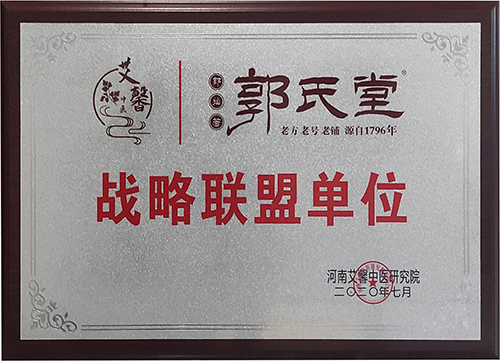 艾馨
中医
郭氏堂®
老方 老号 老铺 源自1796年
战略联盟单位
河南艾馨中医研究院
二〇二〇年七月